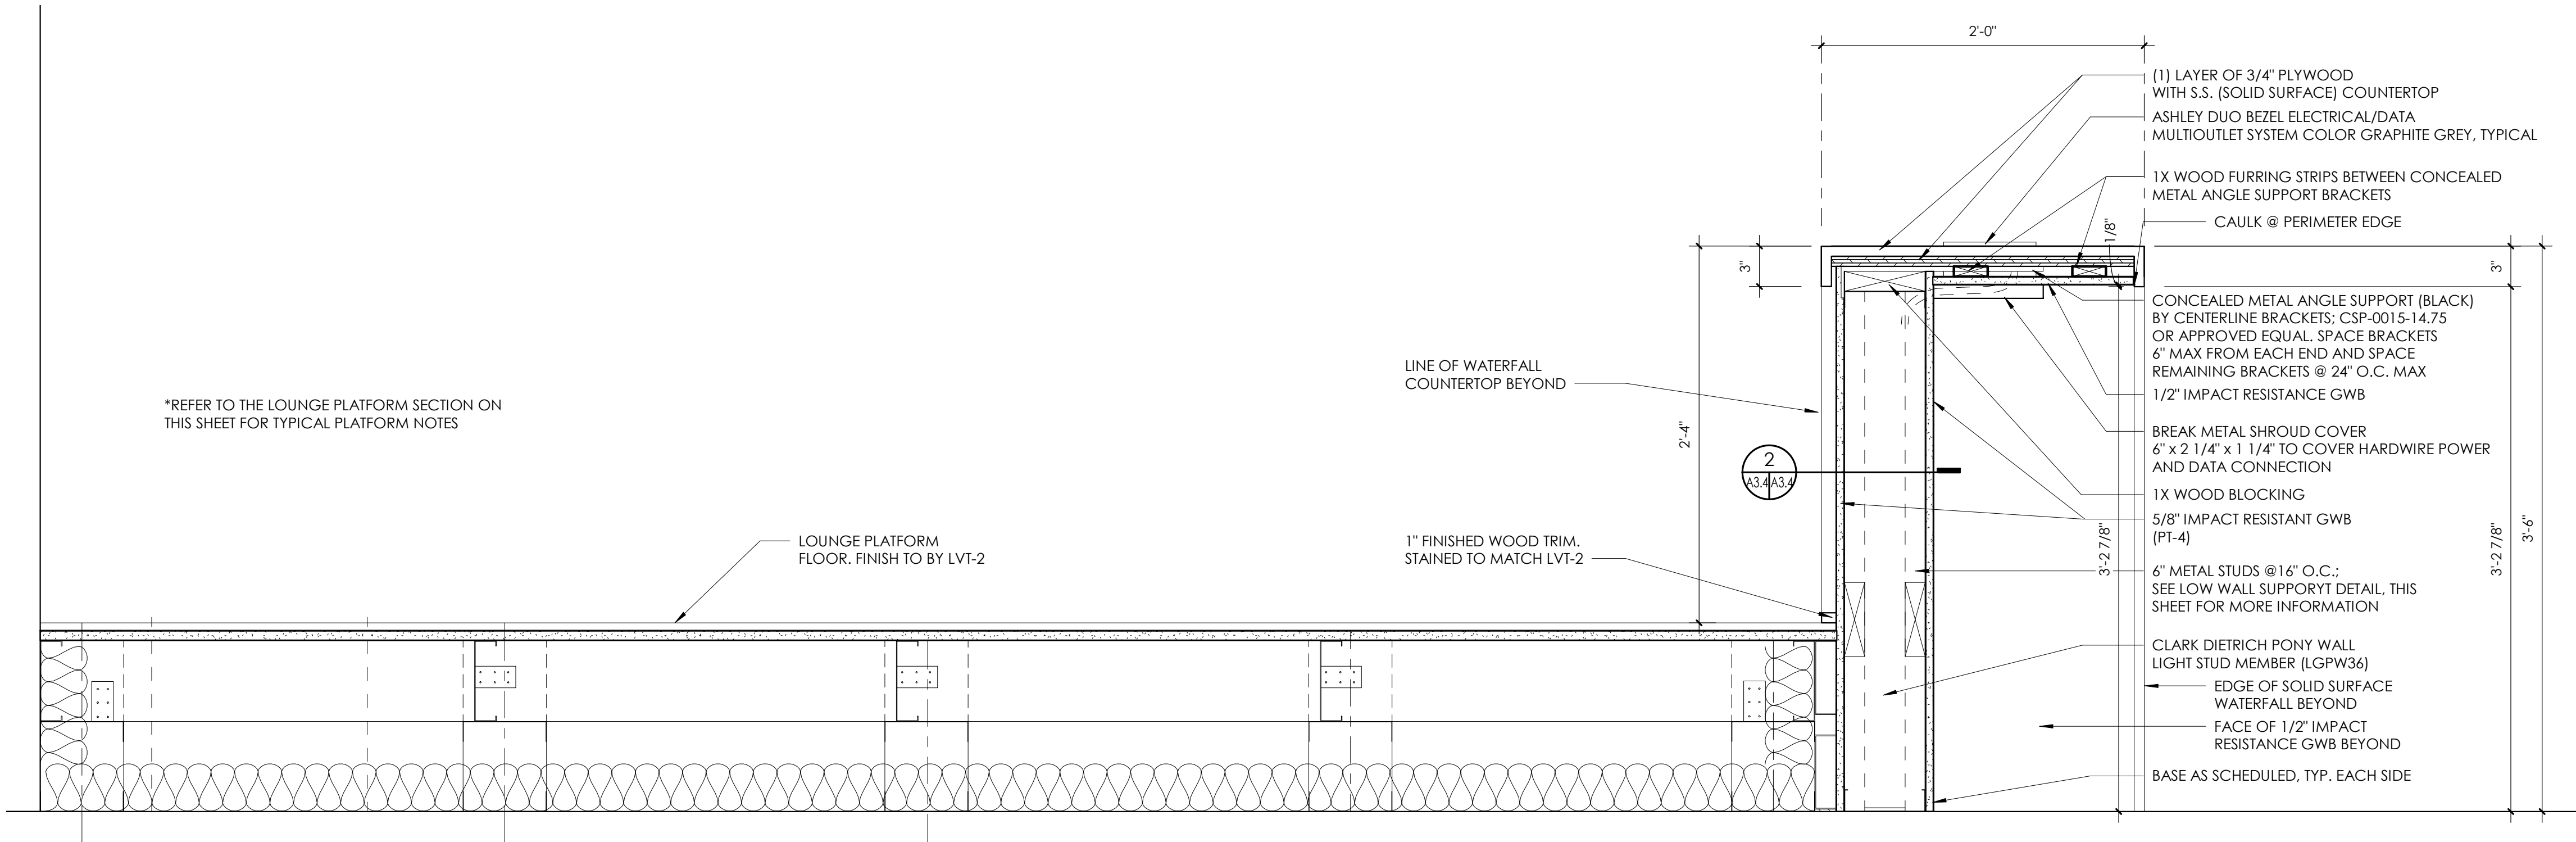 2'-0"
(1) LAYER OF 3/4" PLYWOOD
WITH S.S. (SOLID SURFACE) COUNTERTOP
ASHLEY DUO BEZEL ELECTRICAL/DATA
MULTIOUTLET SYSTEM COLOR GRAPHITE GREY, TYPICAL
1X WOOD FURRING STRIPS BETWEEN CONCEALED
METAL ANGLE SUPPORT BRACKETS
CAULK @ PERIMETER EDGE
1/8"
3"
3"
CONCEALED METAL ANGLE SUPPORT (BLACK)
BY CENTERLINE BRACKETS; CSP-0015-14.75
OR APPROVED EQUAL. SPACE BRACKETS
6" MAX FROM EACH END AND SPACE
REMAINING BRACKETS @ 24" O.C. MAX
LINE OF WATERFALL
COUNTERTOP BEYOND
1/2" IMPACT RESISTANCE GWB
*REFER TO THE LOUNGE PLATFORM SECTION ON
THIS SHEET FOR TYPICAL PLATFORM NOTES
2'-4"
BREAK METAL SHROUD COVER
6" x 2 1/4" x 1 1/4" TO COVER HARDWIRE POWER
AND DATA CONNECTION
2
A3.4 A3.4
1X WOOD BLOCKING
5/8" IMPACT RESISTANT GWB
(PT-4)
3'-2 7/8"
3'-2 7/8"
3'-6"
LOUNGE PLATFORM
FLOOR. FINISH TO BY LVT-2
1" FINISHED WOOD TRIM.
STAINED TO MATCH LVT-2
6" METAL STUDS @16" O.C.;
SEE LOW WALL SUPPORYT DETAIL, THIS
SHEET FOR MORE INFORMATION
CLARK DIETRICH PONY WALL
LIGHT STUD MEMBER (LGPW36)
EDGE OF SOLID SURFACE
WATERFALL BEYOND
FACE OF 1/2" IMPACT
RESISTANCE GWB BEYOND
BASE AS SCHEDULED, TYP. EACH SIDE